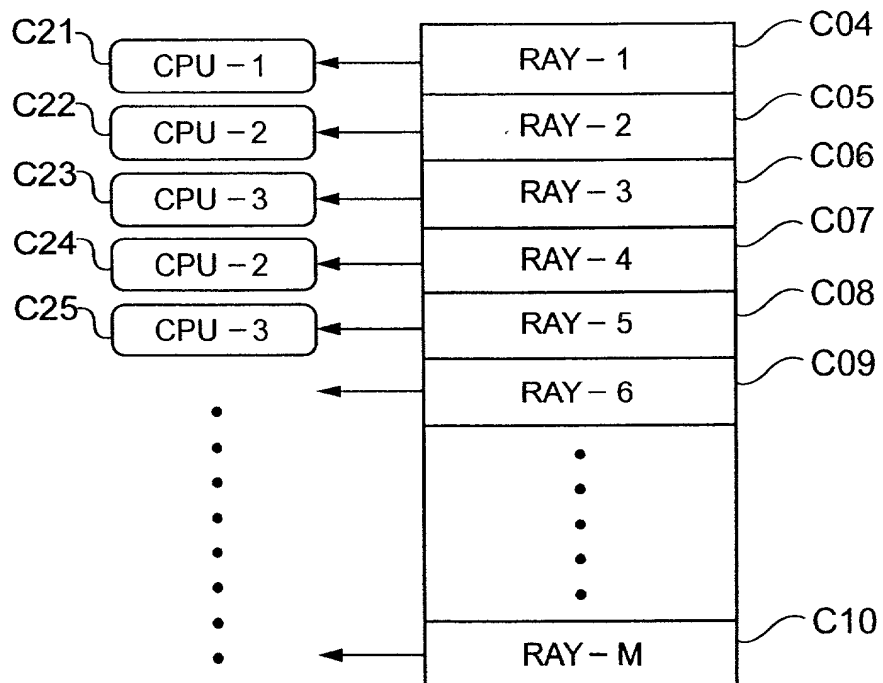 C21 CPU – 1 RAY – 1 C04
C22 CPU – 2 RAY – 2 C05
C23 CPU – 3 RAY – 3 C06
C24 CPU – 2 RAY – 4 C07
C25 CPU – 3 RAY – 5 C08
RAY – 6 C09
RAY – M C10